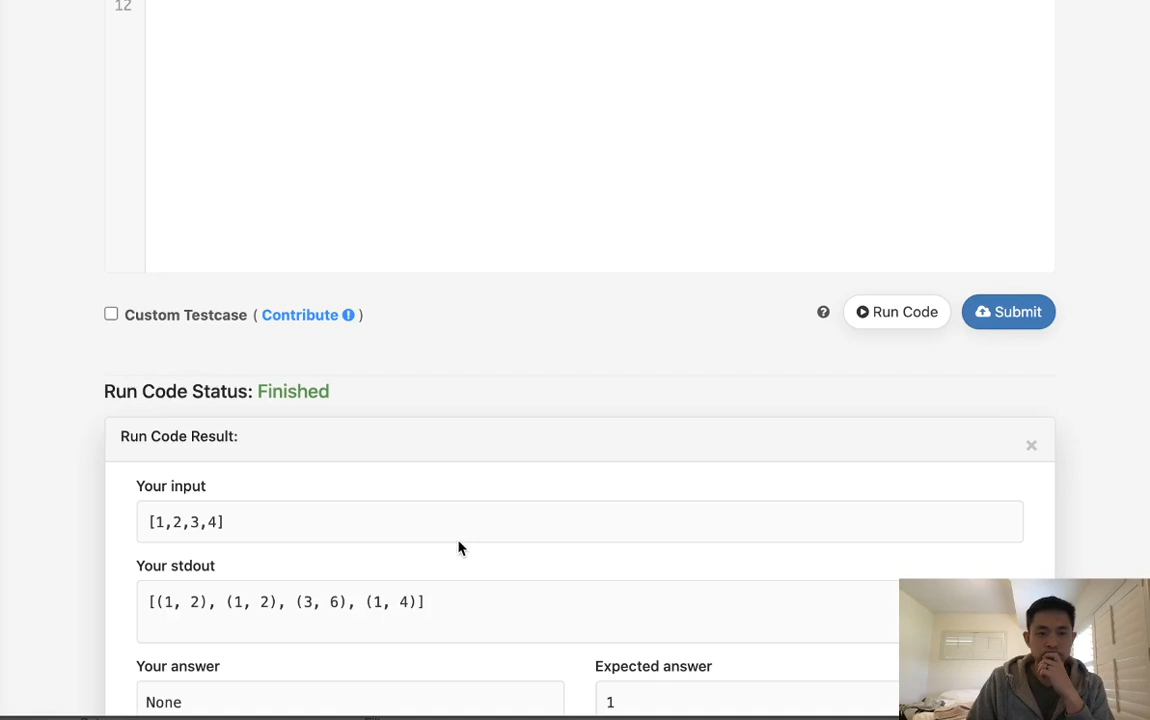 12
Custom Testcase ( Contribute )
Run Code
Submit
Run Code Status: Finished
Run Code Result:
Your input
[1,2,3,4]
Your stdout
[(1, 2), (1, 2), (3, 6), (1, 4)]
Your answer
Expected answer
None
1